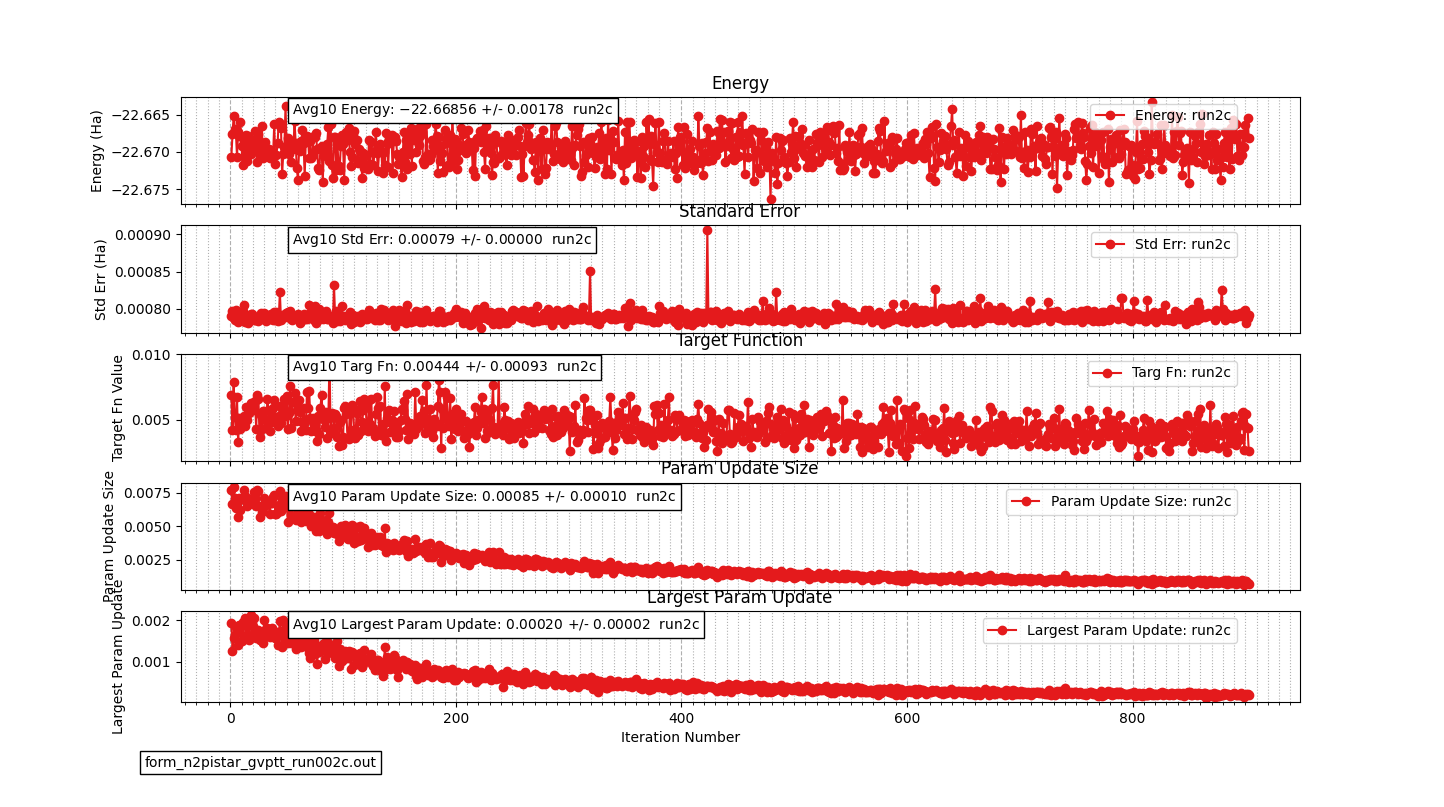 Energy
Avg10 Energy: −22.66856 +/- 0.00178 run2c
Energy: run2c
Energy (Ha)
−22.665
−22.670
−22.675
Standard Error
Avg10 Std Err: 0.00079 +/- 0.00000 run2c
Std Err: run2c
Std Err (Ha)
0.00090
0.00085
0.00080
Target Function
Avg10 Targ Fn: 0.00444 +/- 0.00093 run2c
Targ Fn: run2c
Target Fn Value
0.010
0.005
Param Update Size
Avg10 Param Update Size: 0.00085 +/- 0.00010 run2c
Param Update Size: run2c
Param Update Size
0.0075
0.0050
0.0025
Largest Param Update
Avg10 Largest Param Update: 0.00020 +/- 0.00002 run2c
Largest Param Update: run2c
Largest Param Update
0.002
0.001
0 200 400 600 800
Iteration Number
form_n2pistar_gvptt_run002c.out